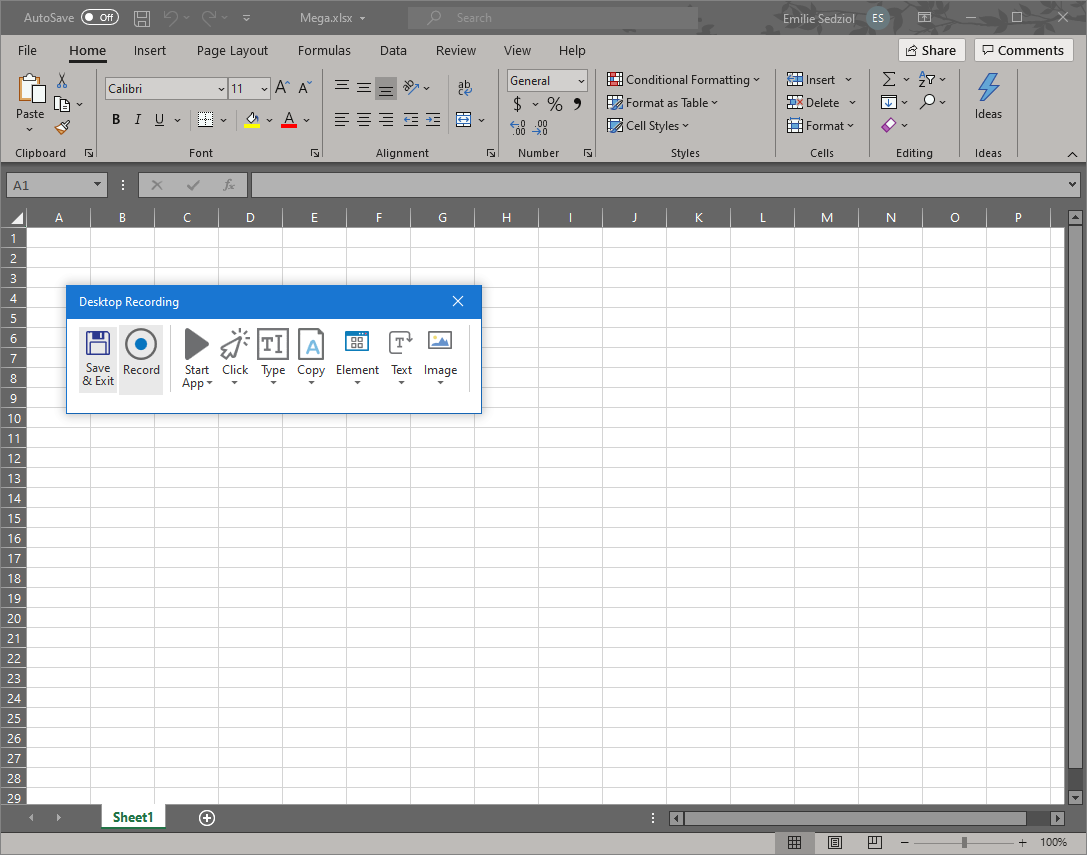 AutoSave Off Mega.xlsx Search Emilie Sedziol ES
File Home Insert Page Layout Formulas Data Review View Help Share Comments
Calibri 11 A A ab General $ % Conditional Formatting Insert
Paste B I U A Format as Table Delete Ideas
.00 .00 Cell Styles Format
Clipboard Font Alignment Number Styles Cells Editing Ideas
A1 fx
A B C D E F G H I J K L M N O P
1
2
3
4
Desktop Recording
5
6
7
Save & Exit Record Start App Click Type Copy Element Text Image
8
9
10
11
12
13
14
15
16
17
18
19
20
21
22
23
24
25
26
27
28
29
Sheet1
100%